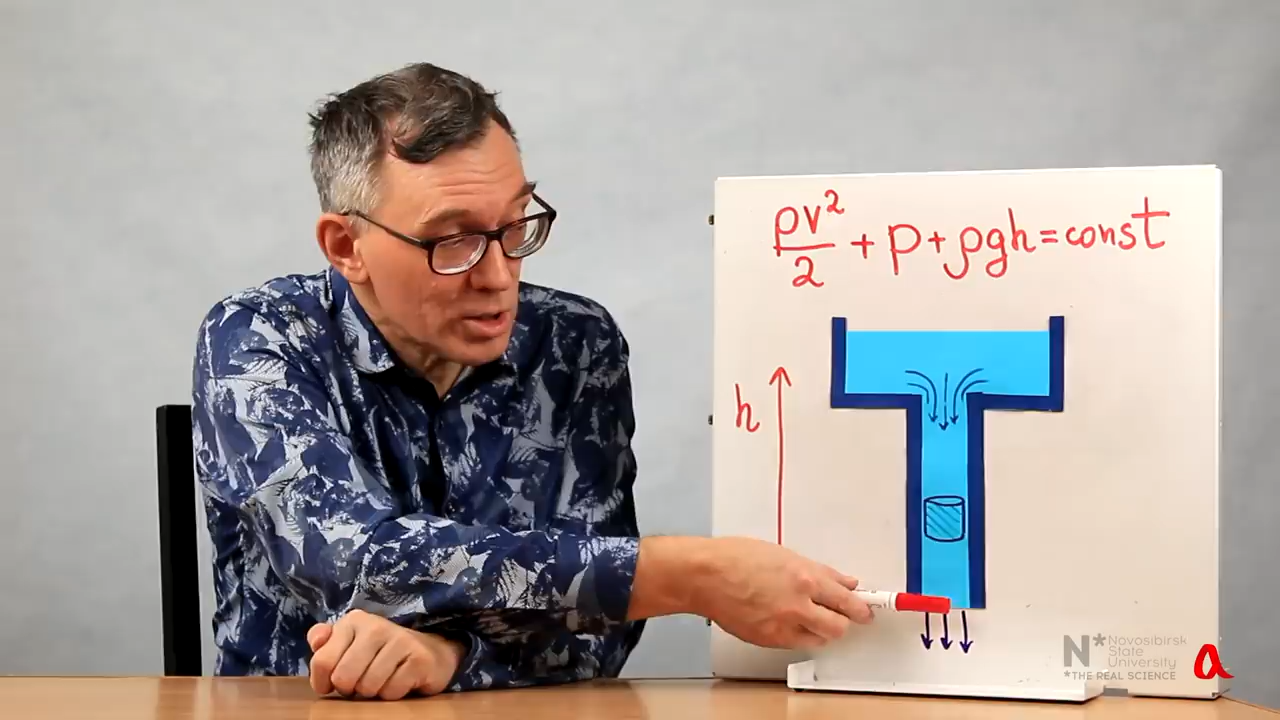 ρv²/2 + p + ρgh = const
h
N* Novosibirsk
State
University
*THE REAL SCIENCE
a